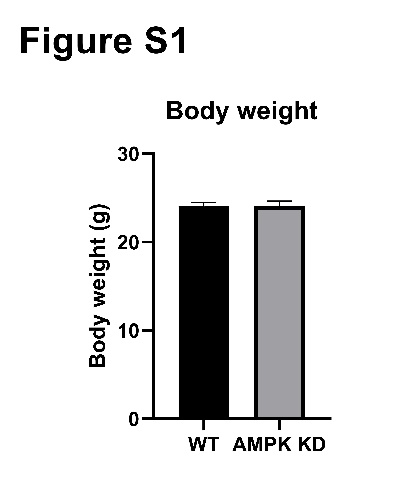 Figure S1
Body weight
Body weight (g)
30
20
10
0
WT AMPK KD